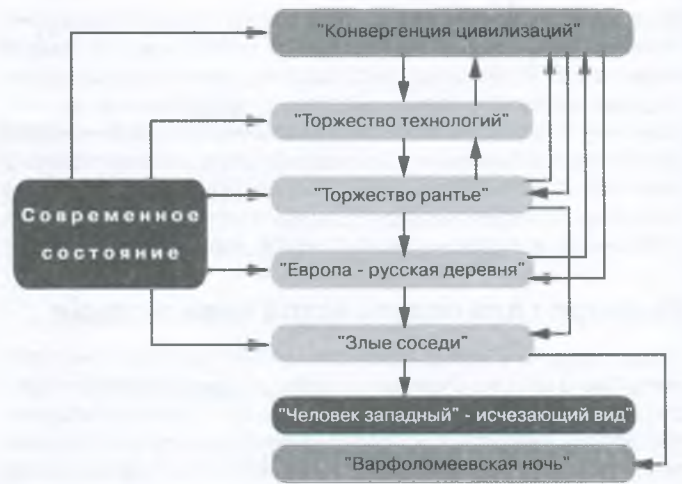 "Конвергенция цивилизаций"
"Торжество технологий"
"Торжество рантье"
Современное
состояние
"Европа - русская деревня"
"Злые соседи"
"Человек западный" - исчезающий вид"
"Варфоломеевская ночь"